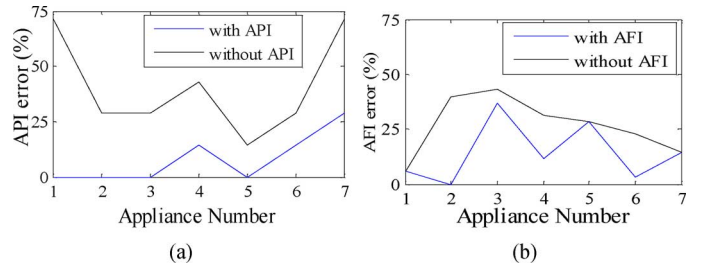 75
50
25
0
API error (%)
with API
without API
1 2 3 4 5 6 7
Appliance Number
(a)
75
50
25
0
AFI error (%)
with AFI
without AFI
1 2 3 4 5 6 7
Appliance Number
(b)